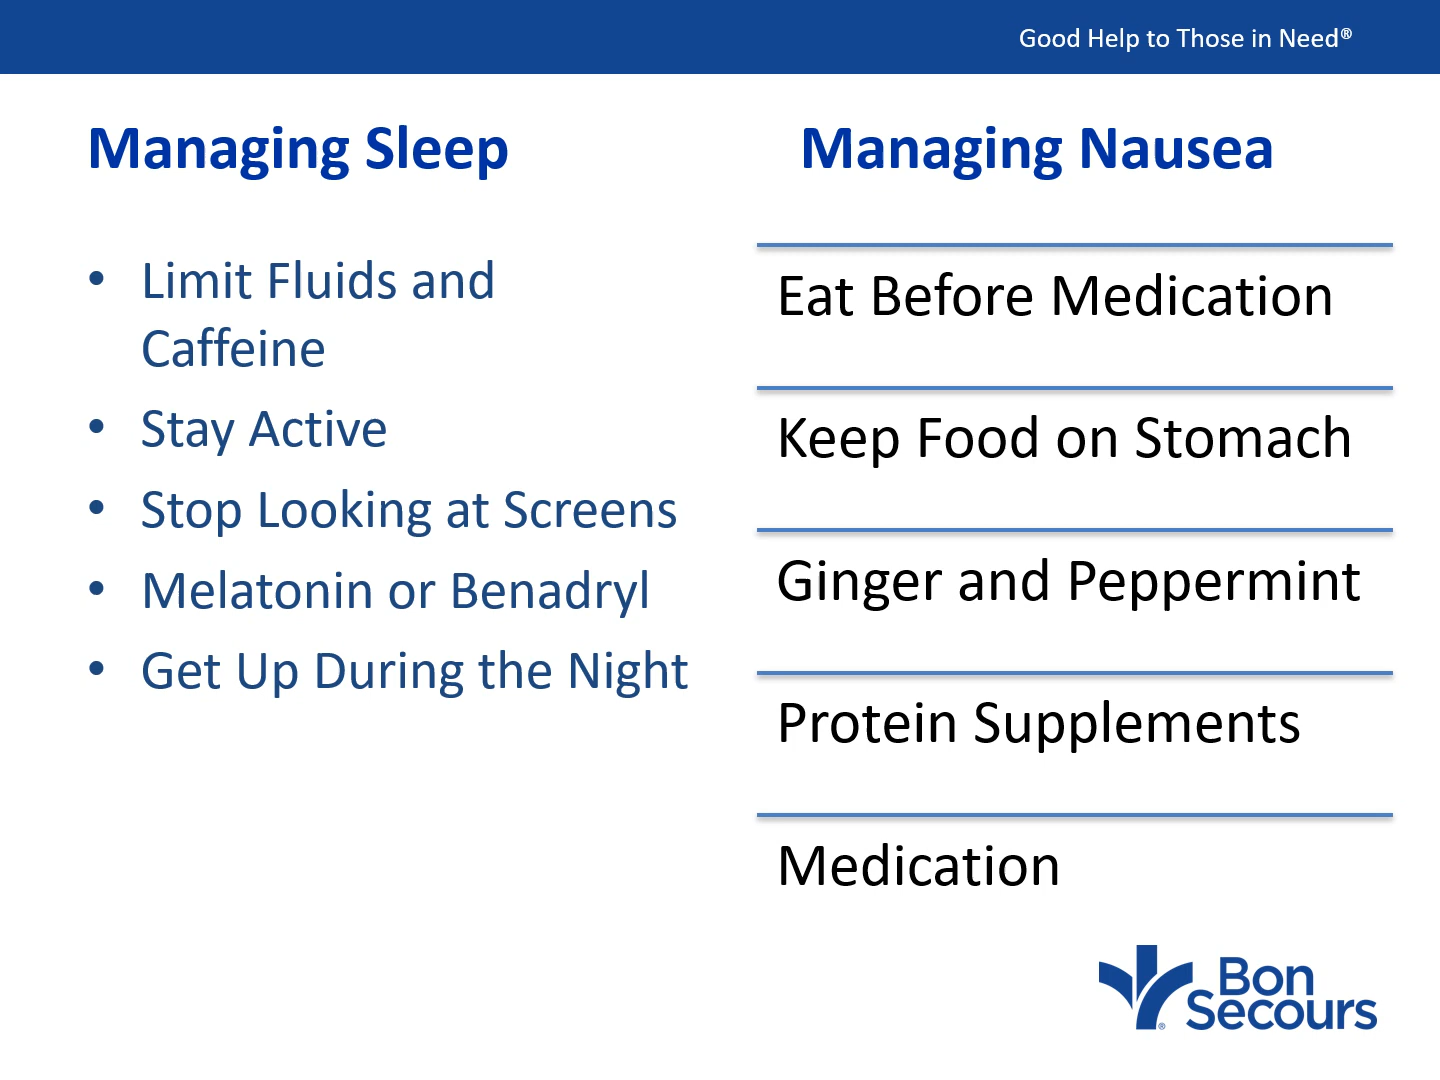 Good Help to Those in Need®
Managing Sleep
• Limit Fluids and
Caffeine
• Stay Active
• Stop Looking at Screens
• Melatonin or Benadryl
• Get Up During the Night
Managing Nausea
Eat Before Medication
Keep Food on Stomach
Ginger and Peppermint
Protein Supplements
Medication
Bon
Secours
®